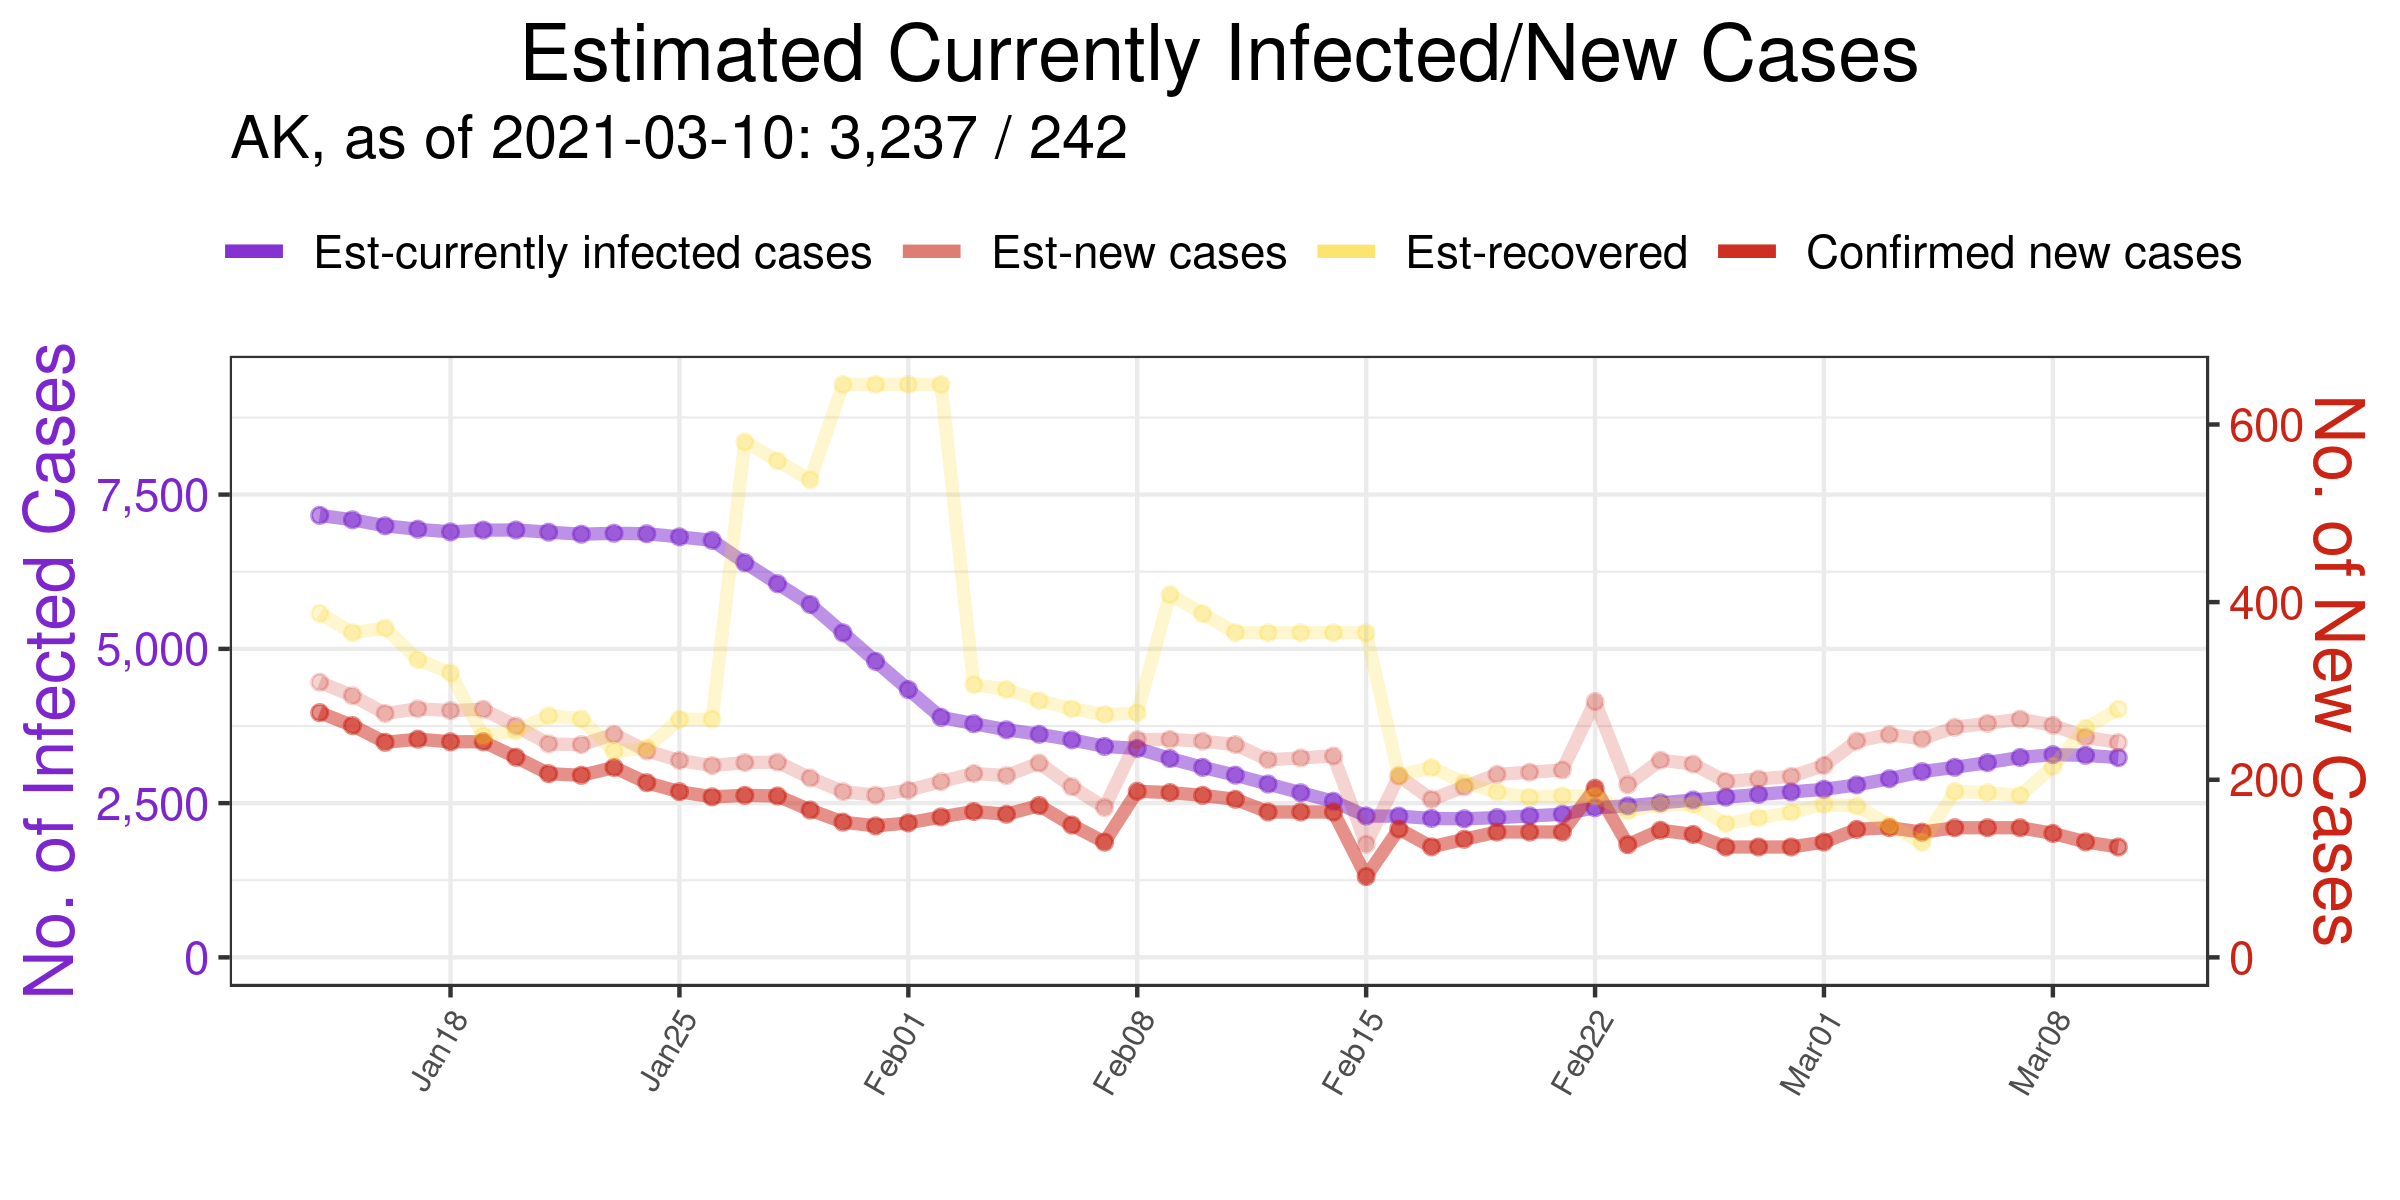 Estimated Currently Infected/New Cases
AK, as of 2021-03-10: 3,237 / 242
Est-currently infected cases
Est-new cases
Est-recovered
Confirmed new cases
No. of Infected Cases
7,500
5,000
2,500
0
600
400
200
0
No. of New Cases
Jan18
Jan25
Feb01
Feb08
Feb15
Feb22
Mar01
Mar08